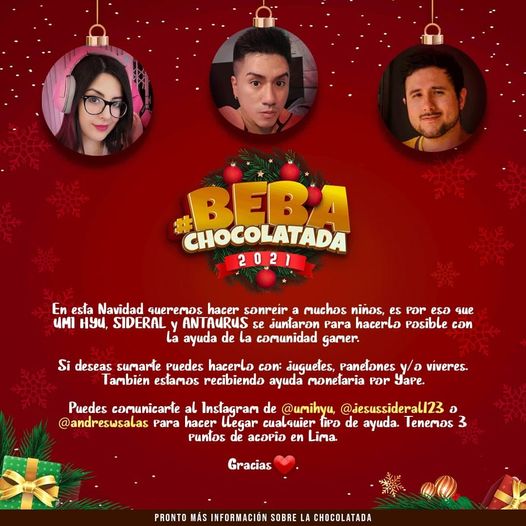 #BEBA
CHOCOLATADA
2021
En esta Navidad queremos hacer sonreir a muchos niños, es por eso que
UMI HYU, SIDERAL y ANTAURUS se juntaron para hacerlo posible con
la ayuda de la comunidad gamer.
Si deseas sumarte puedes hacerlo con: juguetes, panetones y/o víveres.
También estamos recibiendo ayuda monetaria por Yape.
Puedes comunicarte al Instagram de @umihyu, @jesussideral123 o
@andreswsalas para hacer llegar cualquier tipo de ayuda. Tenemos 3
puntos de acopio en Lima.
Gracias❤.
PRONTO MÁS INFORMACIÓN SOBRE LA CHOCOLATADA